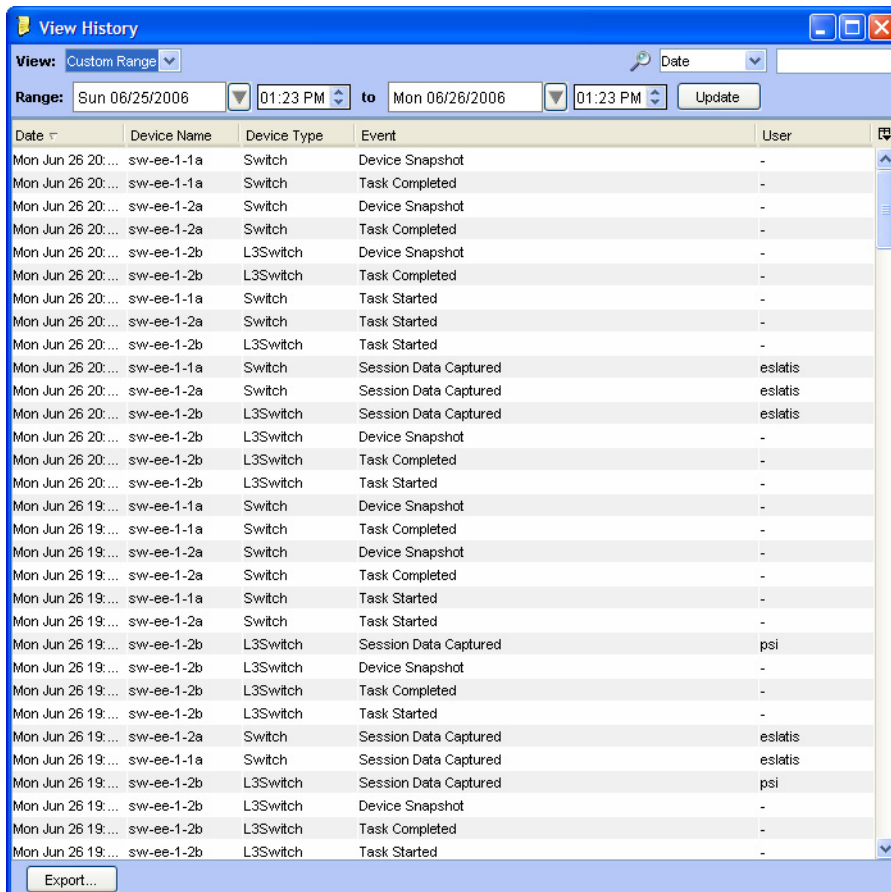 View History
View: Custom Range Date
Range: Sun 06/25/2006 01:23 PM to Mon 06/26/2006 01:23 PM Update
Date Device Name Device Type Event User
Mon Jun 26 20:... sw-ee-1-1a Switch Device Snapshot -
Mon Jun 26 20:... sw-ee-1-1a Switch Task Completed -
Mon Jun 26 20:... sw-ee-1-2a Switch Device Snapshot -
Mon Jun 26 20:... sw-ee-1-2a Switch Task Completed -
Mon Jun 26 20:... sw-ee-1-2b L3Switch Device Snapshot -
Mon Jun 26 20:... sw-ee-1-2b L3Switch Task Completed -
Mon Jun 26 20:... sw-ee-1-1a Switch Task Started -
Mon Jun 26 20:... sw-ee-1-2a Switch Task Started -
Mon Jun 26 20:... sw-ee-1-2b L3Switch Task Started -
Mon Jun 26 20:... sw-ee-1-1a Switch Session Data Captured eslatis
Mon Jun 26 20:... sw-ee-1-2a Switch Session Data Captured eslatis
Mon Jun 26 20:... sw-ee-1-2b L3Switch Session Data Captured eslatis
Mon Jun 26 20:... sw-ee-1-2b L3Switch Device Snapshot -
Mon Jun 26 20:... sw-ee-1-2b L3Switch Task Completed -
Mon Jun 26 20:... sw-ee-1-2b L3Switch Task Started -
Mon Jun 26 19:... sw-ee-1-1a Switch Device Snapshot -
Mon Jun 26 19:... sw-ee-1-1a Switch Task Completed -
Mon Jun 26 19:... sw-ee-1-2a Switch Device Snapshot -
Mon Jun 26 19:... sw-ee-1-2a Switch Task Completed -
Mon Jun 26 19:... sw-ee-1-1a Switch Task Started -
Mon Jun 26 19:... sw-ee-1-2a Switch Task Started -
Mon Jun 26 19:... sw-ee-1-2b L3Switch Session Data Captured psi
Mon Jun 26 19:... sw-ee-1-2b L3Switch Device Snapshot -
Mon Jun 26 19:... sw-ee-1-2b L3Switch Task Completed -
Mon Jun 26 19:... sw-ee-1-2b L3Switch Task Started -
Mon Jun 26 19:... sw-ee-1-2a Switch Session Data Captured eslatis
Mon Jun 26 19:... sw-ee-1-1a Switch Session Data Captured eslatis
Mon Jun 26 19:... sw-ee-1-2b L3Switch Session Data Captured psi
Mon Jun 26 19:... sw-ee-1-2b L3Switch Device Snapshot -
Mon Jun 26 19:... sw-ee-1-2b L3Switch Task Completed -
Mon Jun 26 19:... sw-ee-1-2b L3Switch Task Started -
Export...